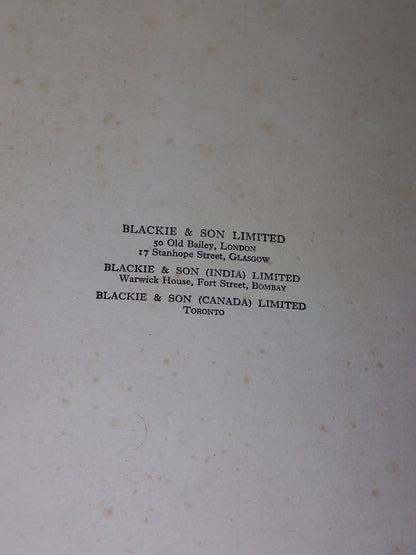 BLACKIE & SON LIMITED
50 Old Bailey, LONDON
17 Stanhope Street, GLASGOW
BLACKIE & SON (INDIA) LIMITED
Warwick House, Fort Street, BOMBAY
BLACKIE & SON (CANADA) LIMITED
TORONTO